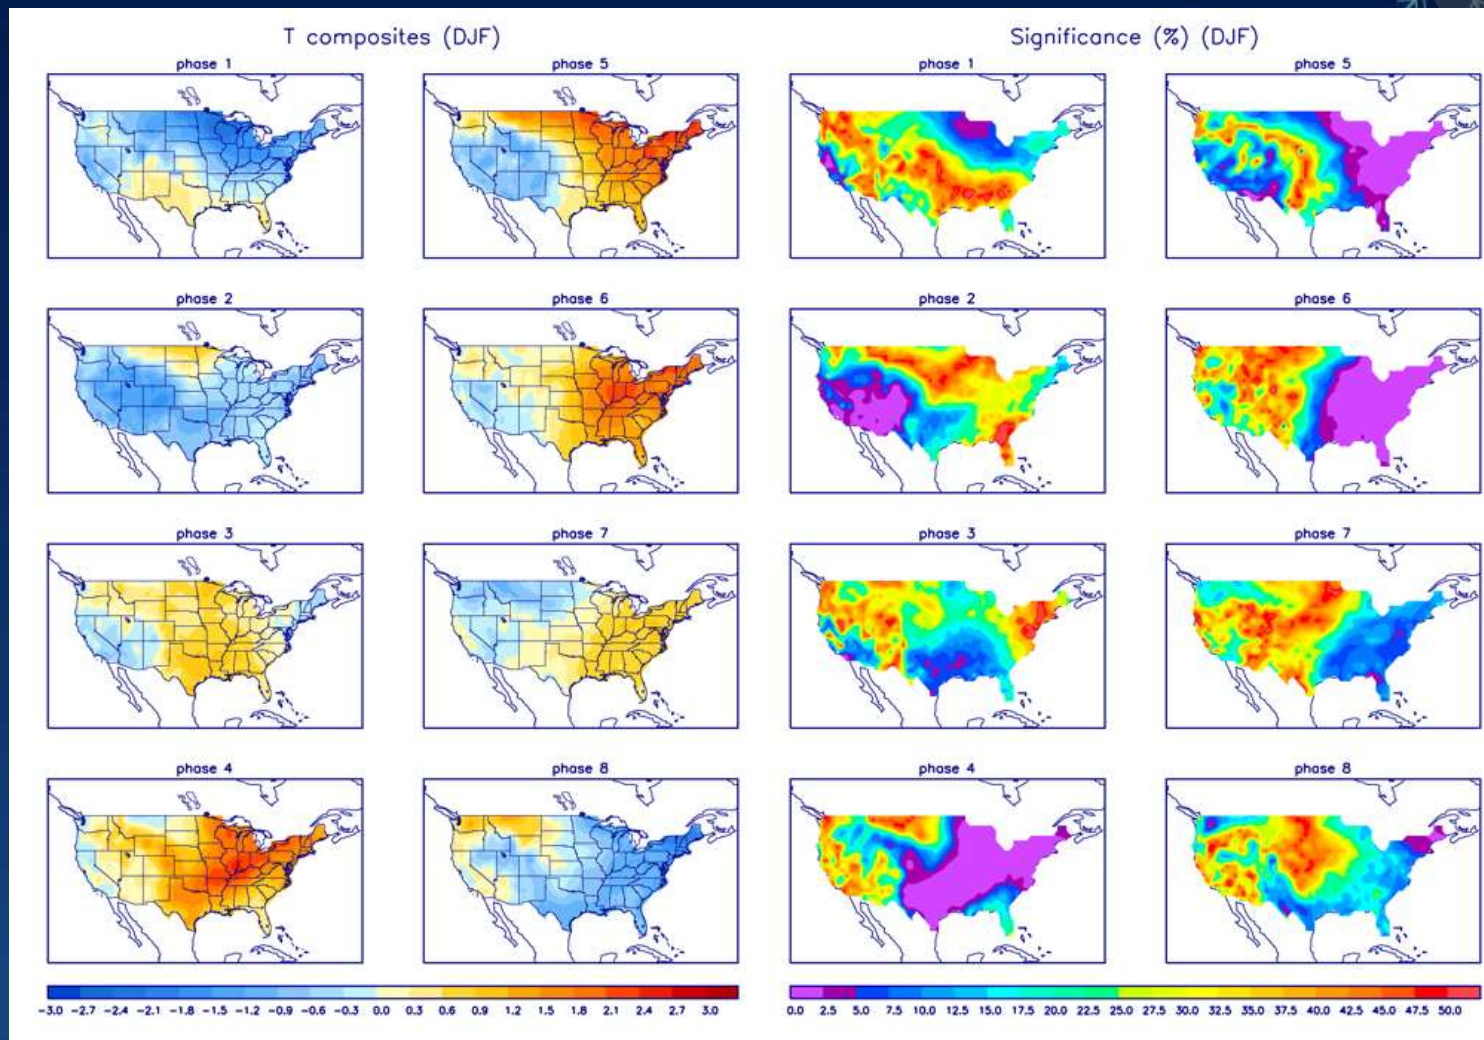 T composites (DJF)
Significance (%) (DJF)
phase 1
phase 5
phase 1
phase 5
phase 2
phase 6
phase 2
phase 6
phase 3
phase 7
phase 3
phase 7
phase 4
phase 8
phase 4
phase 8
-3.0 -2.7 -2.4 -2.1 -1.8 -1.5 -1.2 -0.9 -0.6 -0.3 0.0 0.3 0.6 0.9 1.2 1.5 1.8 2.1 2.4 2.7 3.0
0.0 2.5 5.0 7.5 10.0 12.5 15.0 17.5 20.0 22.5 25.0 27.5 30.0 32.5 35.0 37.5 40.0 42.5 45.0 47.5 50.0